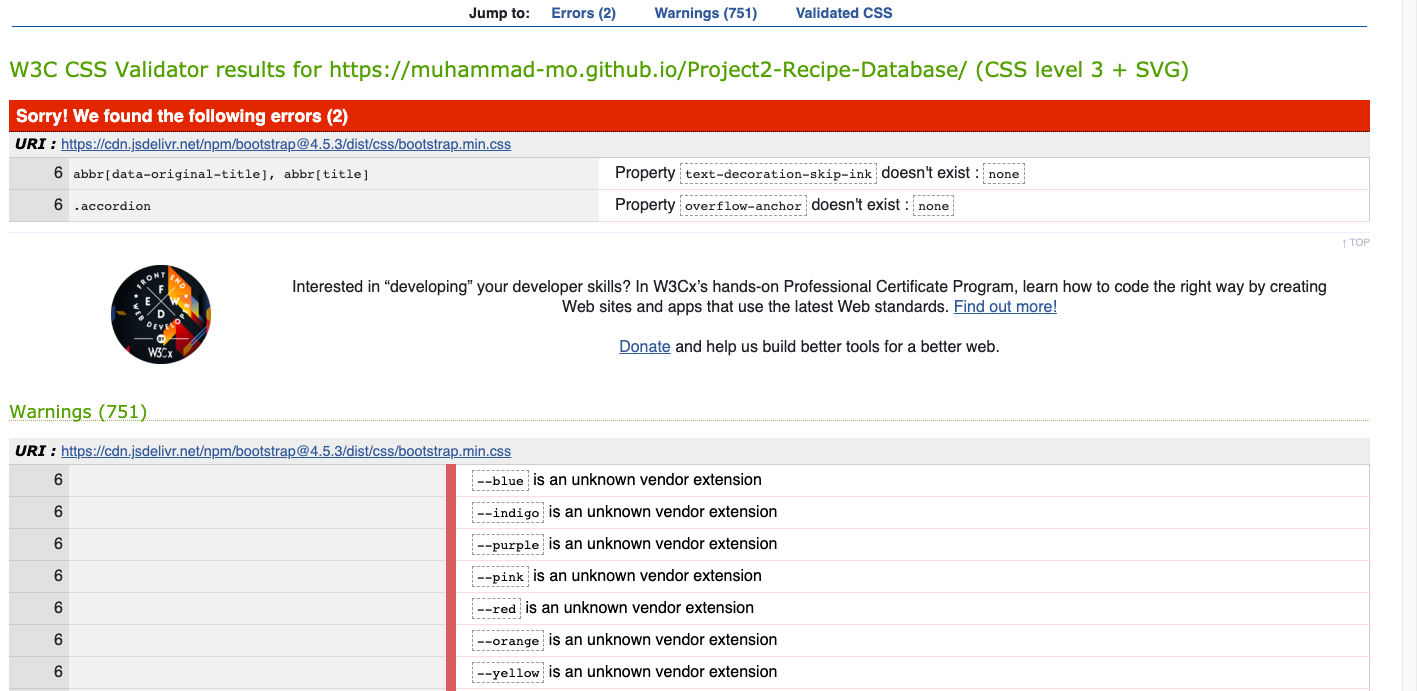 Jump to: Errors (2) Warnings (751) Validated CSS
W3C CSS Validator results for https://muhammad-mo.github.io/Project2-Recipe-Database/ (CSS level 3 + SVG)
Sorry! We found the following errors (2)
URI : https://cdn.jsdelivr.net/npm/bootstrap@4.5.3/dist/css/bootstrap.min.css
6 abbr[data-original-title], abbr[title] Property text-decoration-skip-ink doesn't exist : none
6 .accordion Property overflow-anchor doesn't exist : none
↑ TOP
FRONT END
E F W D
WEB DEVELOPER
BY
W3Cx
Interested in “developing” your developer skills? In W3Cx’s hands-on Professional Certificate Program, learn how to code the right way by creating
Web sites and apps that use the latest Web standards. Find out more!
Donate and help us build better tools for a better web.
Warnings (751)
URI : https://cdn.jsdelivr.net/npm/bootstrap@4.5.3/dist/css/bootstrap.min.css
6 --blue is an unknown vendor extension
6 --indigo is an unknown vendor extension
6 --purple is an unknown vendor extension
6 --pink is an unknown vendor extension
6 --red is an unknown vendor extension
6 --orange is an unknown vendor extension
6 --yellow is an unknown vendor extension